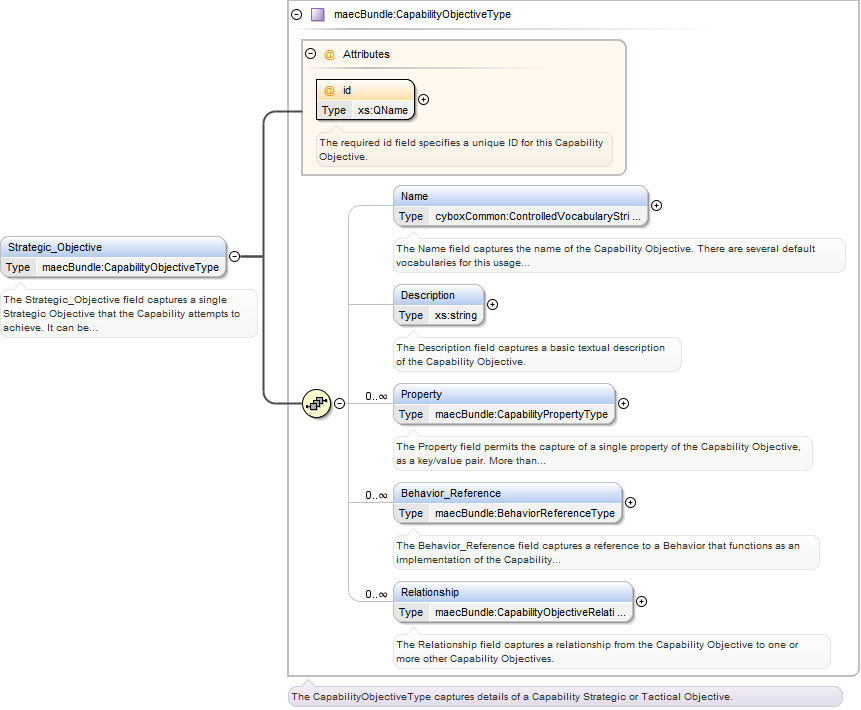 maecBundle:CapabilityObjectiveType
@ Attributes
@ id
Type xs:QName
The required id field specifies a unique ID for this Capability
Objective.
Strategic_Objective
Type maecBundle:CapabilityObjectiveType
The Strategic_Objective field captures a single
Strategic Objective that the Capability attempts to
achieve. It can be...
Name
Type cyboxCommon:ControlledVocabularyStri ...
The Name field captures the name of the Capability Objective. There are several default
vocabularies for this usage...
Description
Type xs:string
The Description field captures a basic textual description
of the Capability Objective.
0..∞
Property
Type maecBundle:CapabilityPropertyType
The Property field permits the capture of a single property of the Capability Objective,
as a key/value pair. More than...
0..∞
Behavior_Reference
Type maecBundle:BehaviorReferenceType
The Behavior_Reference field captures a reference to a Behavior that functions as an
implementation of the Capability...
0..∞
Relationship
Type maecBundle:CapabilityObjectiveRelati ...
The Relationship field captures a relationship from the Capability Objective to one or
more other Capability Objectives.
The CapabilityObjectiveType captures details of a Capability Strategic or Tactical Objective.